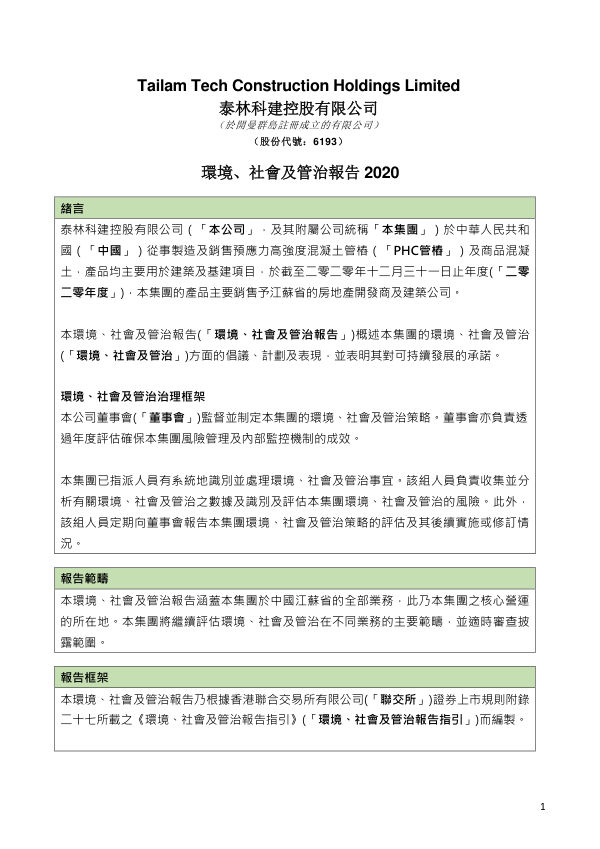 Tailam Tech Construction Holdings Limited
泰林科建控股有限公司
（於開曼群島註冊成立的有限公司）
（股份代號：6193）
環境、社會及管治報告 2020
緒言
泰林科建控股有限公司（「本公司」，及其附屬公司統稱「本集團」）於中華人民共和
國（「中國」）從事製造及銷售預應力高強度混凝土管樁（「PHC管樁」）及商品混凝
土，產品均主要用於建築及基建項目，於截至二零二零年十二月三十一日止年度(「二零
二零年度」)，本集團的產品主要銷售予江蘇省的房地產開發商及建築公司。
本環境、社會及管治報告(「環境、社會及管治報告」)概述本集團的環境、社會及管治
(「環境、社會及管治」)方面的倡議、計劃及表現，並表明其對可持續發展的承諾。
環境、社會及管治治理框架
本公司董事會(「董事會」)監督並制定本集團的環境、社會及管治策略。董事會亦負責透
過年度評估確保本集團風險管理及內部監控機制的成效。
本集團已指派人員有系統地識別並處理環境、社會及管治事宜。該組人員負責收集並分
析有關環境、社會及管治之數據及識別及評估本集團環境、社會及管治的風險。此外，
該組人員定期向董事會報告本集團環境、社會及管治策略的評估及其後續實施或修訂情
況。
報告範疇
本環境、社會及管治報告涵蓋本集團於中國江蘇省的全部業務，此乃本集團之核心營運
的所在地。本集團將繼續評估環境、社會及管治在不同業務的主要範疇，並適時審查披
露範圍。
報告框架
本環境、社會及管治報告乃根據香港聯合交易所有限公司(「聯交所」)證券上市規則附錄
二十七所載之《環境、社會及管治報告指引》(「環境、社會及管治報告指引」)而編製。
1